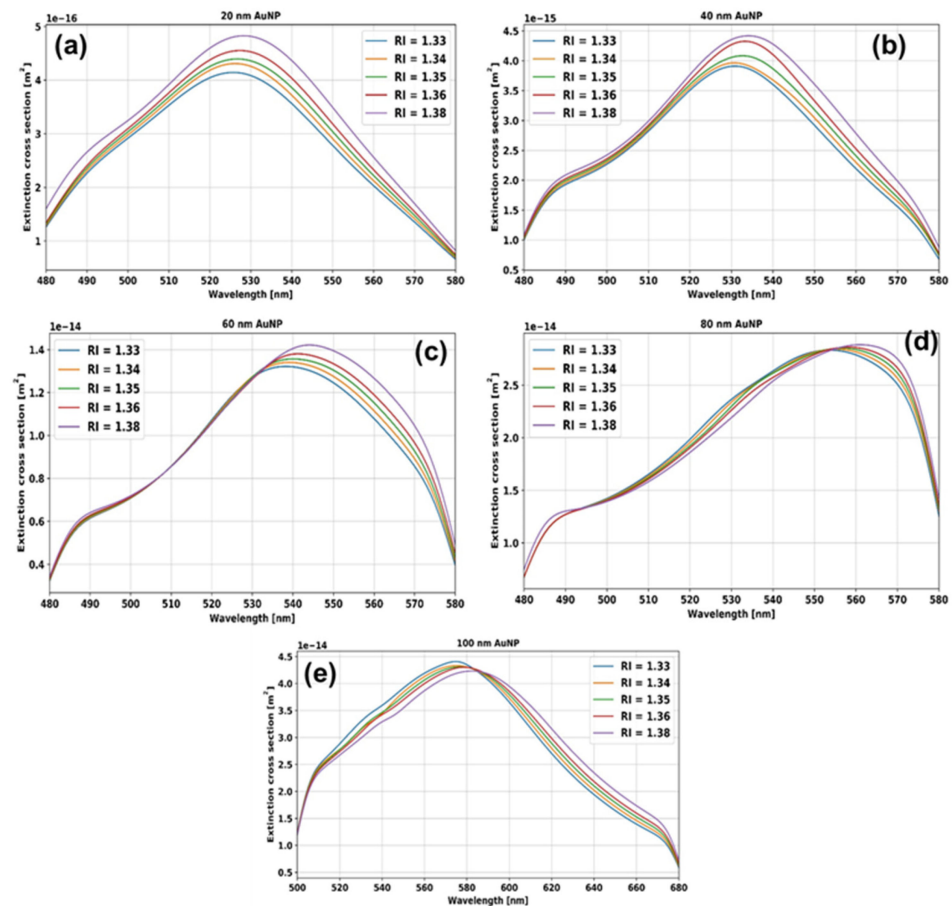 20 nm AuNP
1e−16
(a)
Extinction cross section [m²]
5
4
3
2
1
RI = 1.33
RI = 1.34
RI = 1.35
RI = 1.36
RI = 1.38
480 490 500 510 520 530 540 550 560 570 580
Wavelength [nm]
40 nm AuNP
1e−15
(b)
Extinction cross section [m²]
4.5
4.0
3.5
3.0
2.5
2.0
1.5
1.0
0.5
RI = 1.33
RI = 1.34
RI = 1.35
RI = 1.36
RI = 1.38
480 490 500 510 520 530 540 550 560 570 580
Wavelength [nm]
60 nm AuNP
1e−14
(c)
Extinction cross section [m²]
1.4
1.2
1.0
0.8
0.6
0.4
RI = 1.33
RI = 1.34
RI = 1.35
RI = 1.36
RI = 1.38
480 490 500 510 520 530 540 550 560 570 580
Wavelength [nm]
80 nm AuNP
1e−14
(d)
Extinction cross section [m²]
2.5
2.0
1.5
1.0
RI = 1.33
RI = 1.34
RI = 1.35
RI = 1.36
RI = 1.38
480 490 500 510 520 530 540 550 560 570 580
Wavelength [nm]
100 nm AuNP
1e−14
(e)
Extinction cross section [m²]
4.5
4.0
3.5
3.0
2.5
2.0
1.5
1.0
0.5
RI = 1.33
RI = 1.34
RI = 1.35
RI = 1.36
RI = 1.38
500 520 540 560 580 600 620 640 660 680
Wavelength [nm]